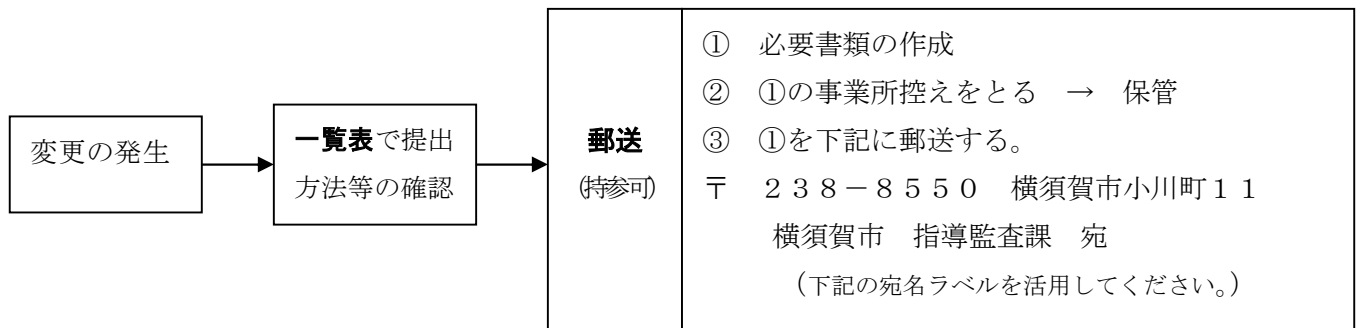 変更の発生
一覧表で提出
方法等の確認
郵送
(持参可)
① 必要書類の作成
② ①の事業所控えをとる → 保管
③ ①を下記に郵送する。
〒 238-8550 横須賀市小川町11
横須賀市 指導監査課 宛
(下記の宛名ラベルを活用してください。)